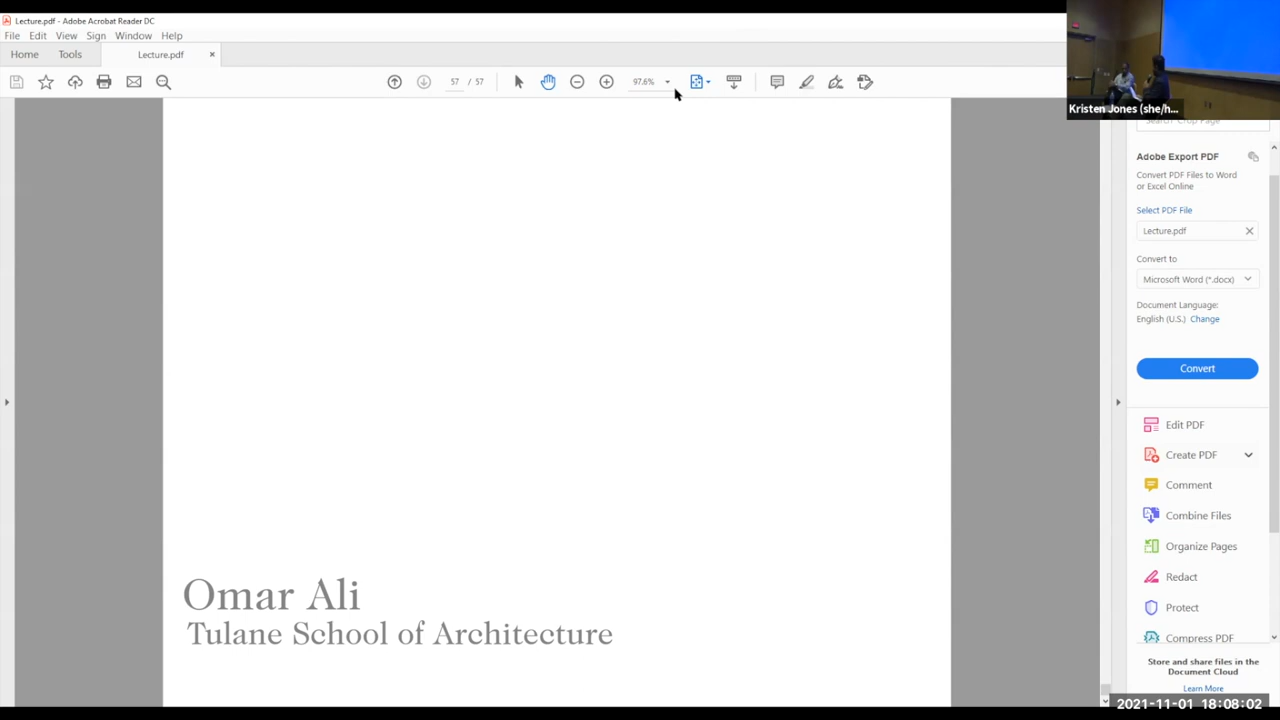 Lecture.pdf - Adobe Acrobat Reader DC
File Edit View Sign Window Help
Home Tools Lecture.pdf ×
57 / 57 97.6%
Kristen Jones (she/h...
Search 'Crop Page'
Adobe Export PDF
Convert PDF Files to Word
or Excel Online
Select PDF File
Lecture.pdf
Convert to
Microsoft Word (*.docx)
Document Language:
English (U.S.) Change
Convert
Edit PDF
Create PDF
Comment
Combine Files
Organize Pages
Redact
Protect
Compress PDF
Store and share files in the
Document Cloud
Learn More
Omar Ali
Tulane School of Architecture
2021-11-01 18:08:02